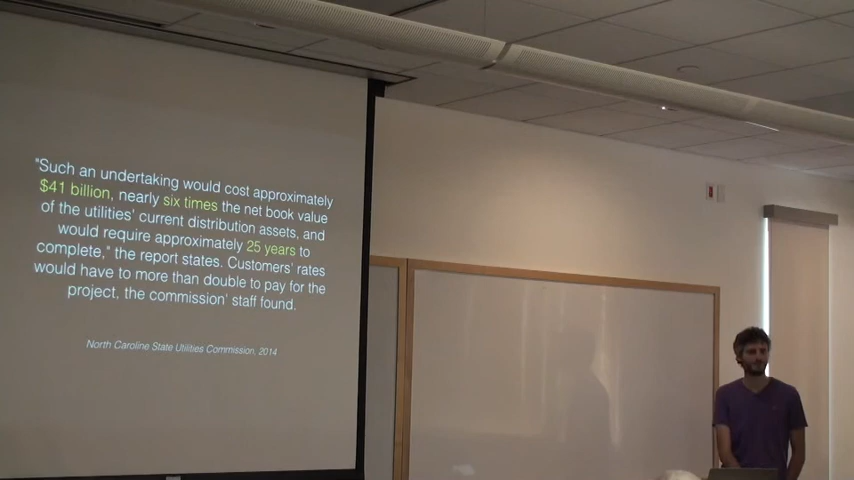 "Such an undertaking would cost approximately
$41 billion, nearly six times the net book value
of the utilities' current distribution assets, and
would require approximately 25 years to
complete," the report states. Customers' rates
would have to more than double to pay for the
project, the commission' staff found.
North Caroline State Utilities Commission, 2014